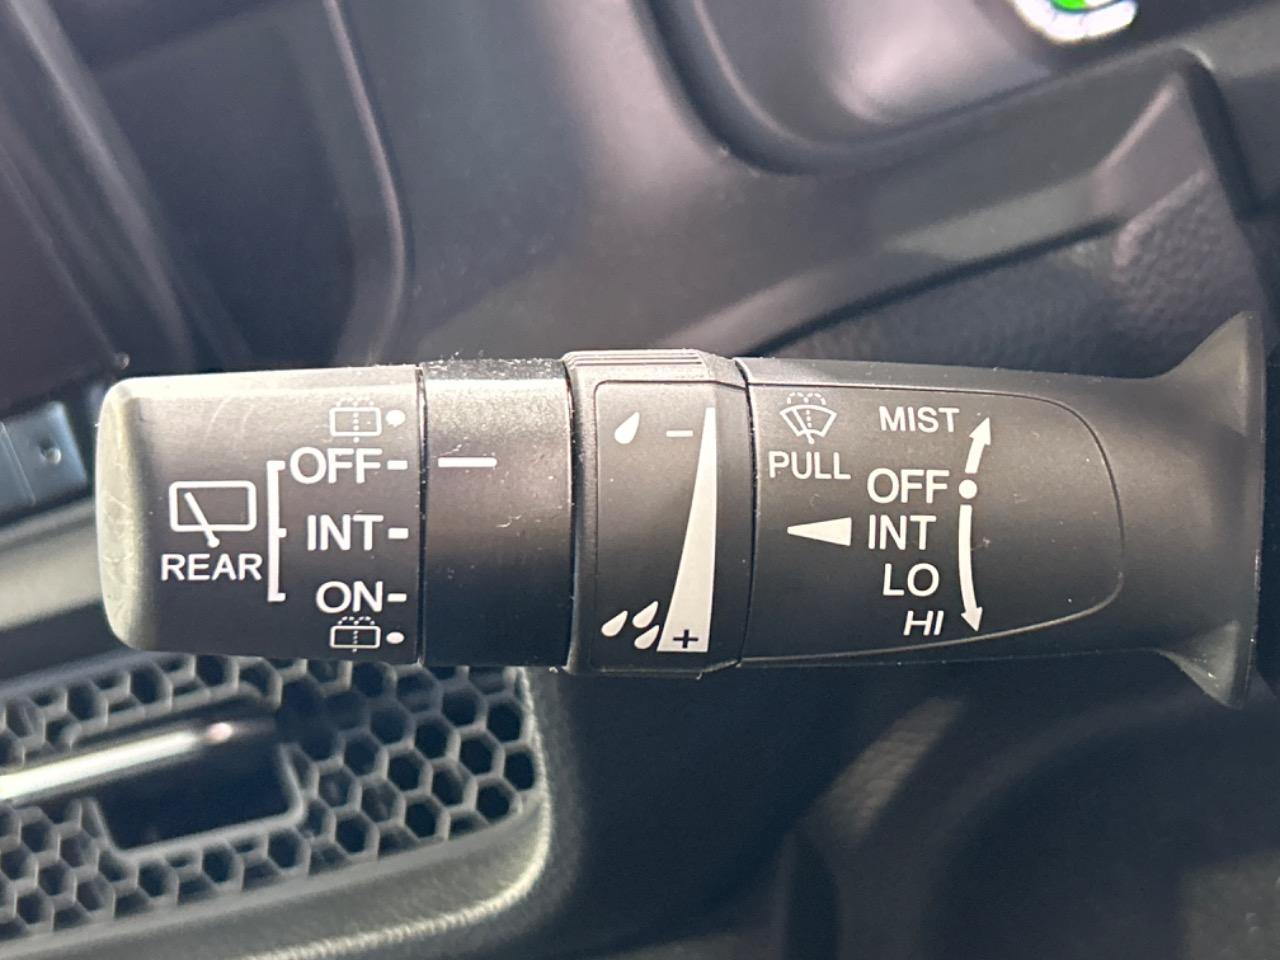 OFF
INT
ON
REAR
−
+
PULL
MIST
OFF
INT
LO
HI